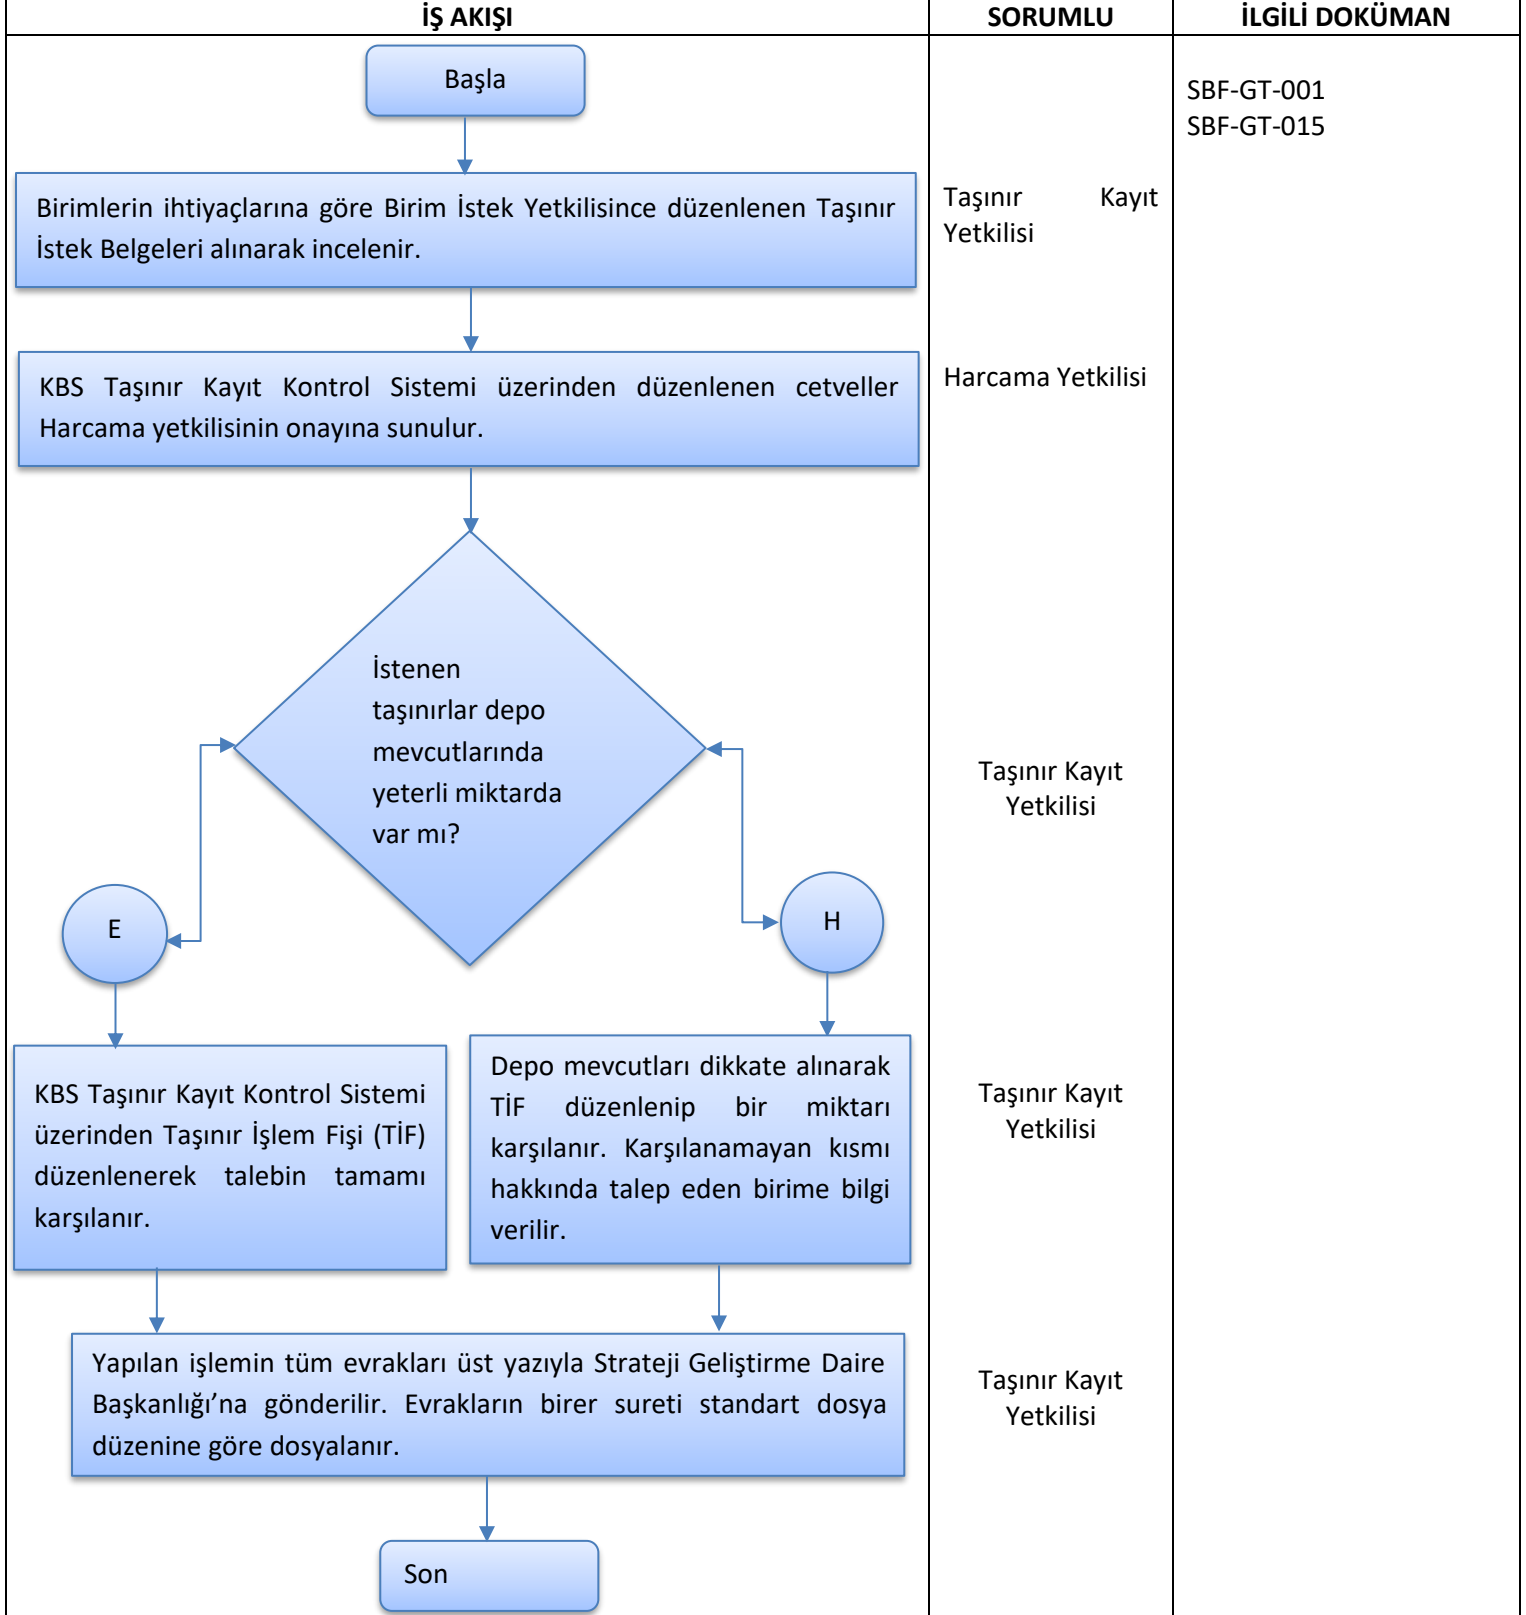 İŞ AKIŞI
SORUMLU
İLGİLİ DOKÜMAN
Başla
SBF-GT-001
SBF-GT-015
Birimlerin ihtiyaçlarına göre Birim İstek Yetkilisince düzenlenen Taşınır
İstek Belgeleri alınarak incelenir.
Taşınır Kayıt
Yetkilisi
KBS Taşınır Kayıt Kontrol Sistemi üzerinden düzenlenen cetveller
Harcama yetkilisinin onayına sunulur.
Harcama Yetkilisi
İstenen
taşınırlar depo
mevcutlarında
yeterli miktarda
var mı?
Taşınır Kayıt
Yetkilisi
E
H
KBS Taşınır Kayıt Kontrol Sistemi
üzerinden Taşınır İşlem Fişi (TİF)
düzenlenerek talebin tamamı
karşılanır.
Depo mevcutları dikkate alınarak
TİF düzenlenip bir miktarı
karşılanır. Karşılanamayan kısmı
hakkında talep eden birime bilgi
verilir.
Taşınır Kayıt
Yetkilisi
Yapılan işlemin tüm evrakları üst yazıyla Strateji Geliştirme Daire
Başkanlığı’na gönderilir. Evrakların birer sureti standart dosya
düzenine göre dosyalanır.
Taşınır Kayıt
Yetkilisi
Son